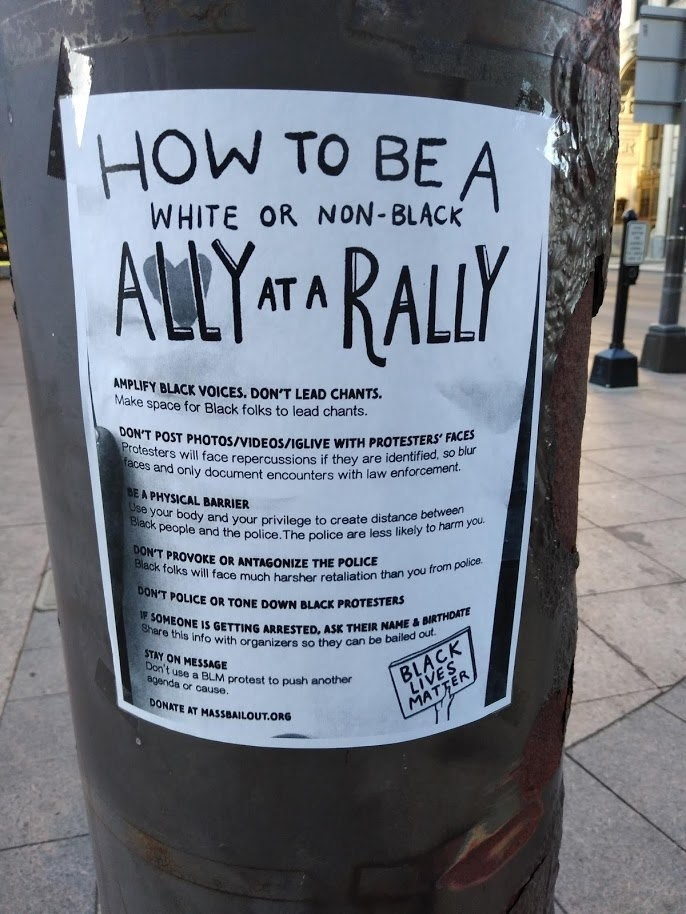 HOW TO BE A
WHITE OR NON-BLACK
ALLY AT A RALLY
AMPLIFY BLACK VOICES. DON'T LEAD CHANTS.
Make space for Black folks to lead chants.
DON'T POST PHOTOS/VIDEOS/IGLIVE WITH PROTESTERS' FACES
Protesters will face repercussions if they are identified, so blur
faces and only document encounters with law enforcement.
BE A PHYSICAL BARRIER
Use your body and your privilege to create distance between
Black people and the police. The police are less likely to harm you.
DON'T PROVOKE OR ANTAGONIZE THE POLICE
Black folks will face much harsher retaliation than you from police.
DON'T POLICE OR TONE DOWN BLACK PROTESTERS
IF SOMEONE IS GETTING ARRESTED, ASK THEIR NAME & BIRTHDATE
Share this info with organizers so they can be bailed out.
STAY ON MESSAGE
Don't use a BLM protest to push another
agenda or cause.
DONATE AT MASSBAILOUT.ORG
BLACK
LIVES
MATTER